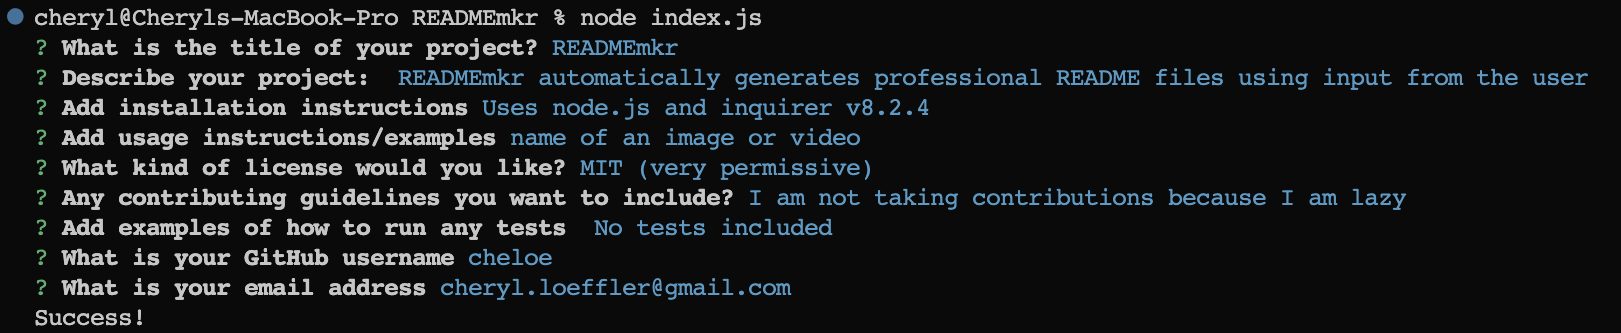 cheryl@Cheryls-MacBook-Pro READMEmkr % node index.js
? What is the title of your project? READMEmkr
? Describe your project:  READMEmkr automatically generates professional README files using input from the user
? Add installation instructions Uses node.js and inquirer v8.2.4
? Add usage instructions/examples name of an image or video
? What kind of license would you like? MIT (very permissive)
? Any contributing guidelines you want to include? I am not taking contributions because I am lazy
? Add examples of how to run any tests  No tests included
? What is your GitHub username cheloe
? What is your email address cheryl.loeffler@gmail.com
Success!